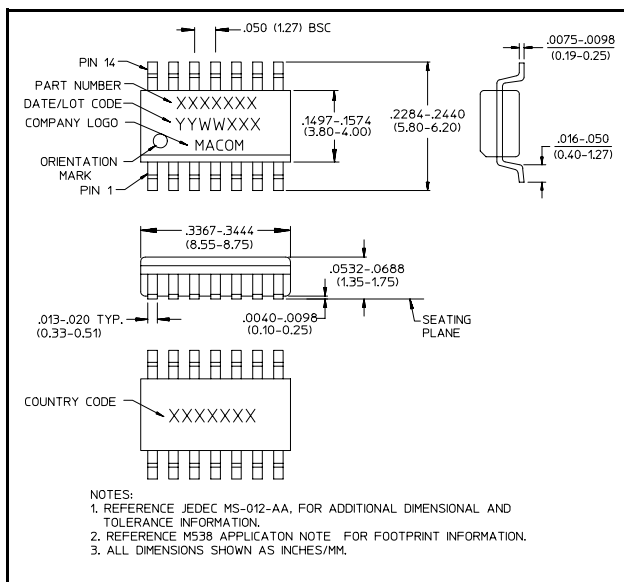 .050 (1.27) BSC
PIN 14
PART NUMBER
DATE/LOT CODE
COMPANY LOGO
ORIENTATION
MARK
PIN 1
XXXXXXX
YYWWXXX
MACOM
.1497-.1574
(3.80-4.00)
.2284-.2440
(5.80-6.20)
.0075-.0098
(0.19-0.25)
.016-.050
(0.40-1.27)
.3367-.3444
(8.55-8.75)
.0532-.0688
(1.35-1.75)
.013-.020 TYP.
(0.33-0.51)
.0040-.0098
(0.10-0.25)
SEATING
PLANE
COUNTRY CODE
XXXXXXX
NOTES:
1. REFERENCE JEDEC MS-012-AA, FOR ADDITIONAL DIMENSIONAL AND
TOLERANCE INFORMATION.
2. REFERENCE M538 APPLICATON NOTE FOR FOOTPRINT INFORMATION.
3. ALL DIMENSIONS SHOWN AS INCHES/MM.